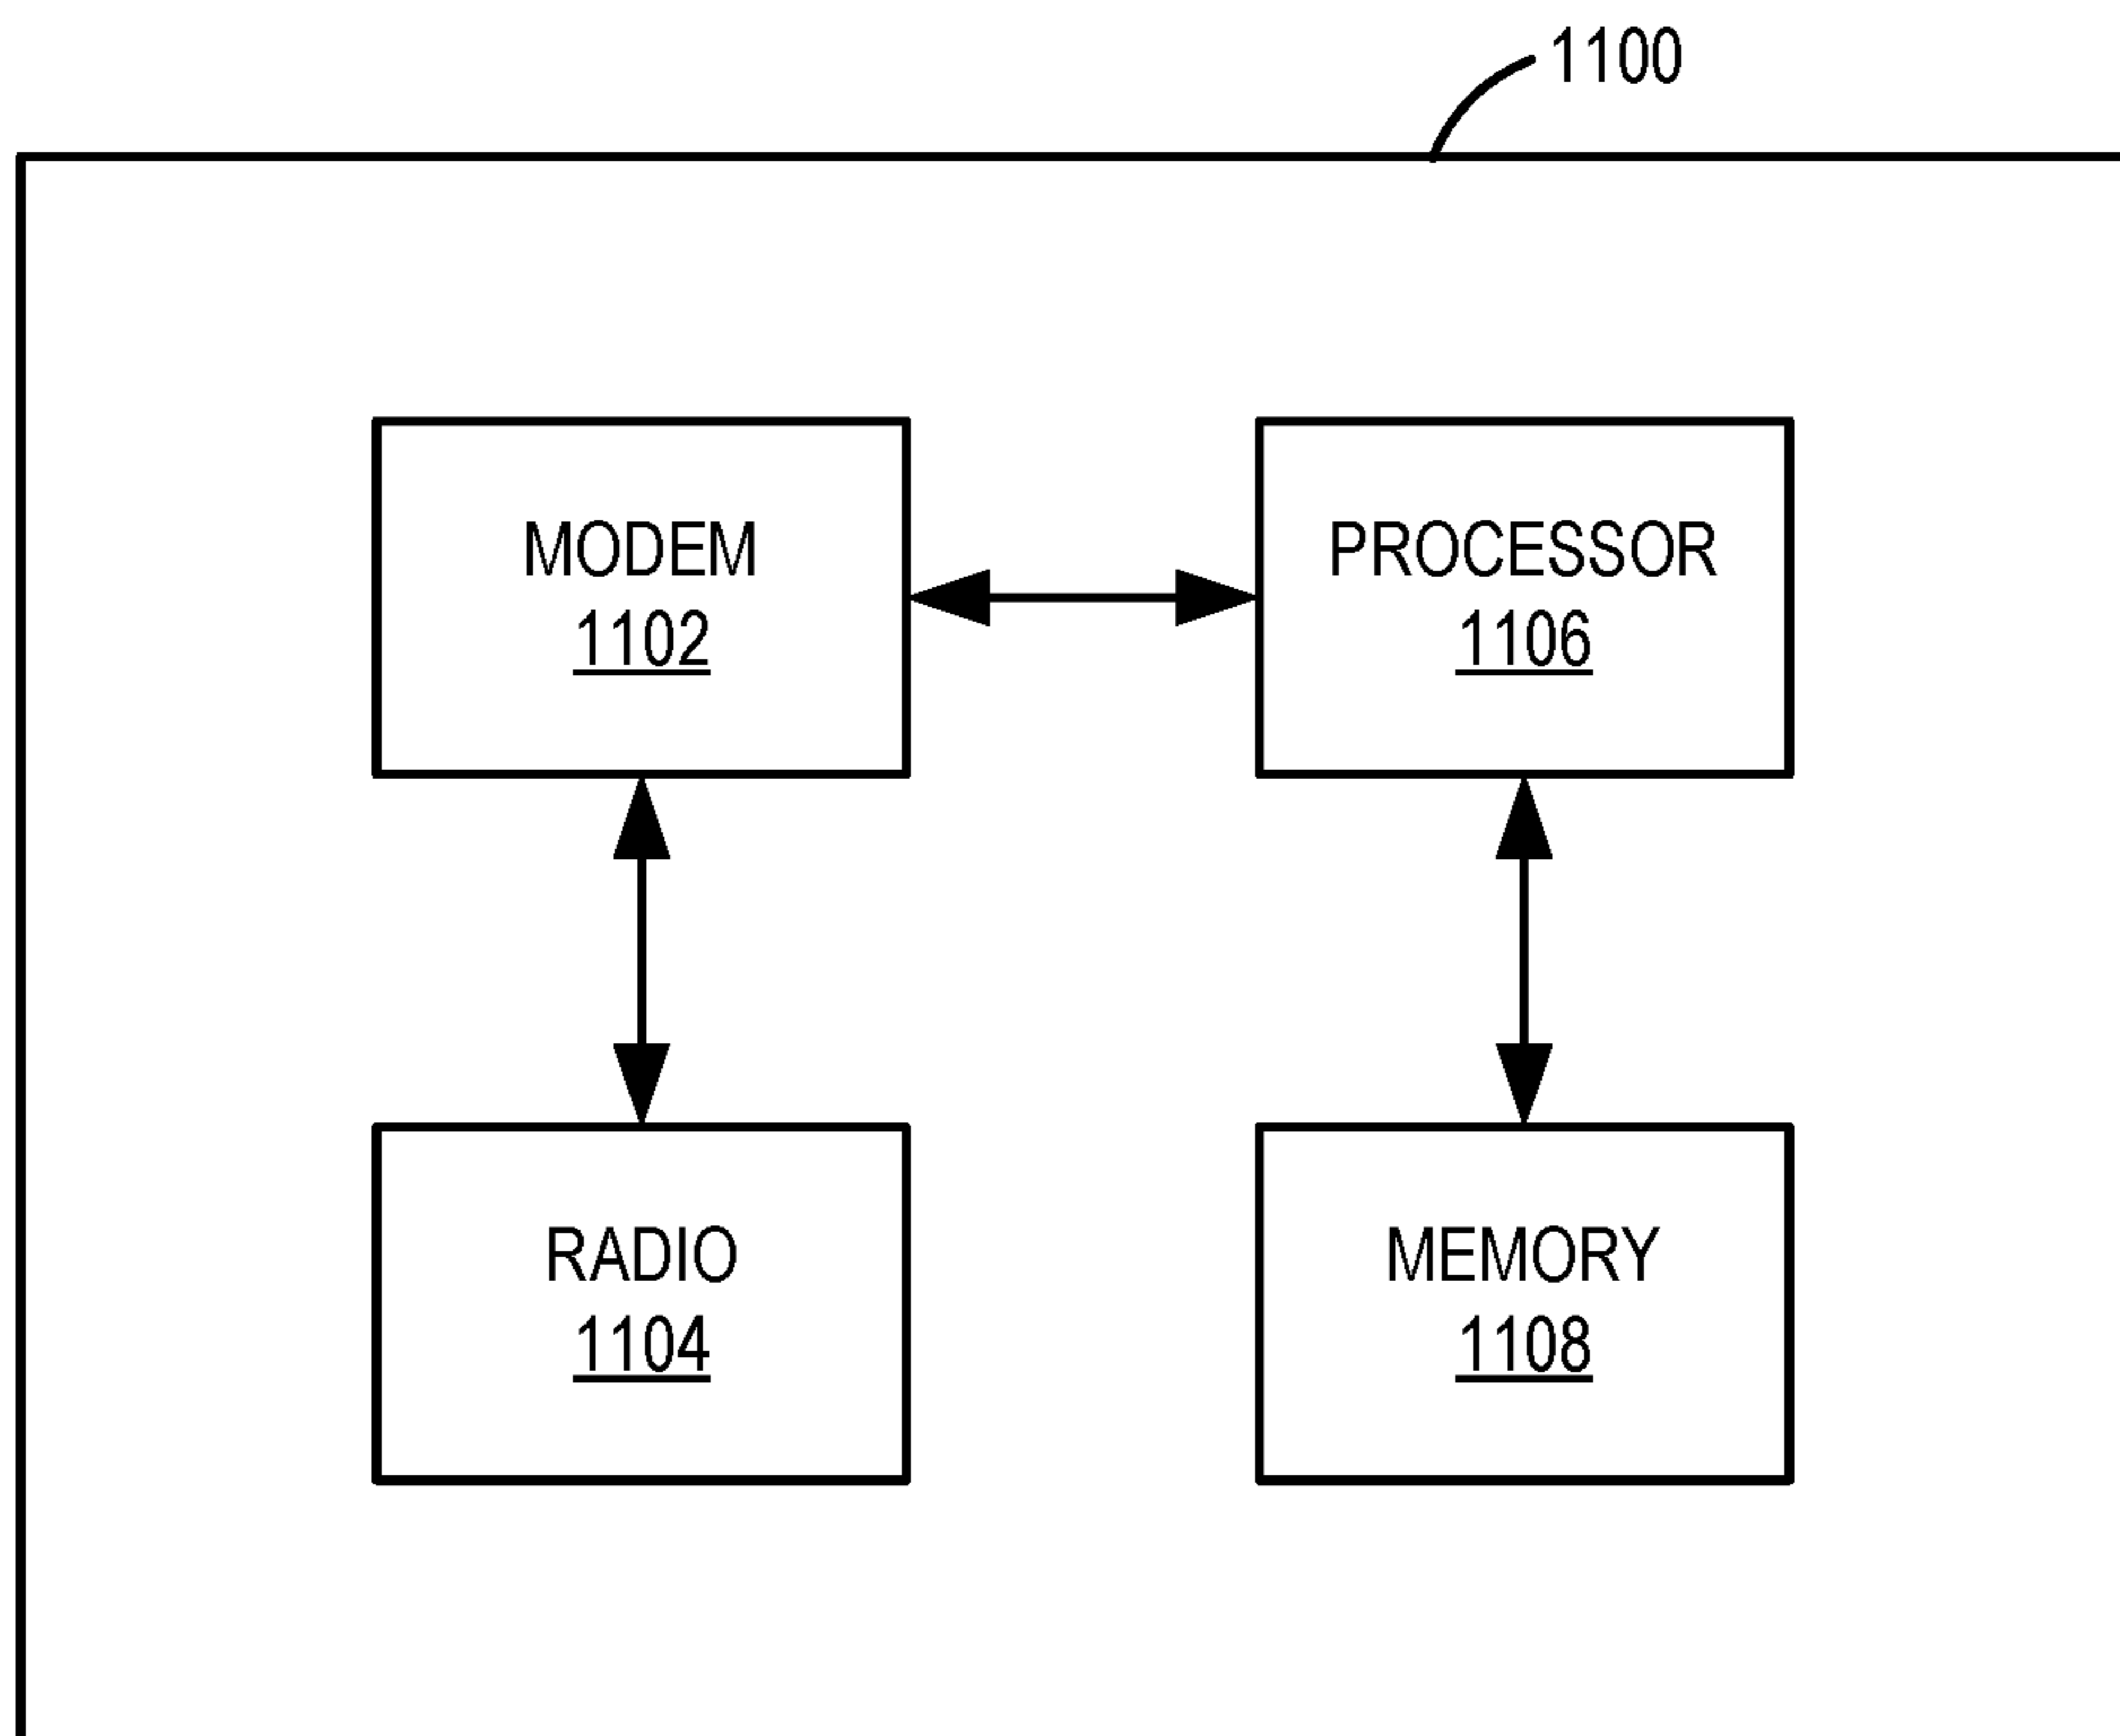 1100
MODEM
1102
PROCESSOR
1106
RADIO
1104
MEMORY
1108